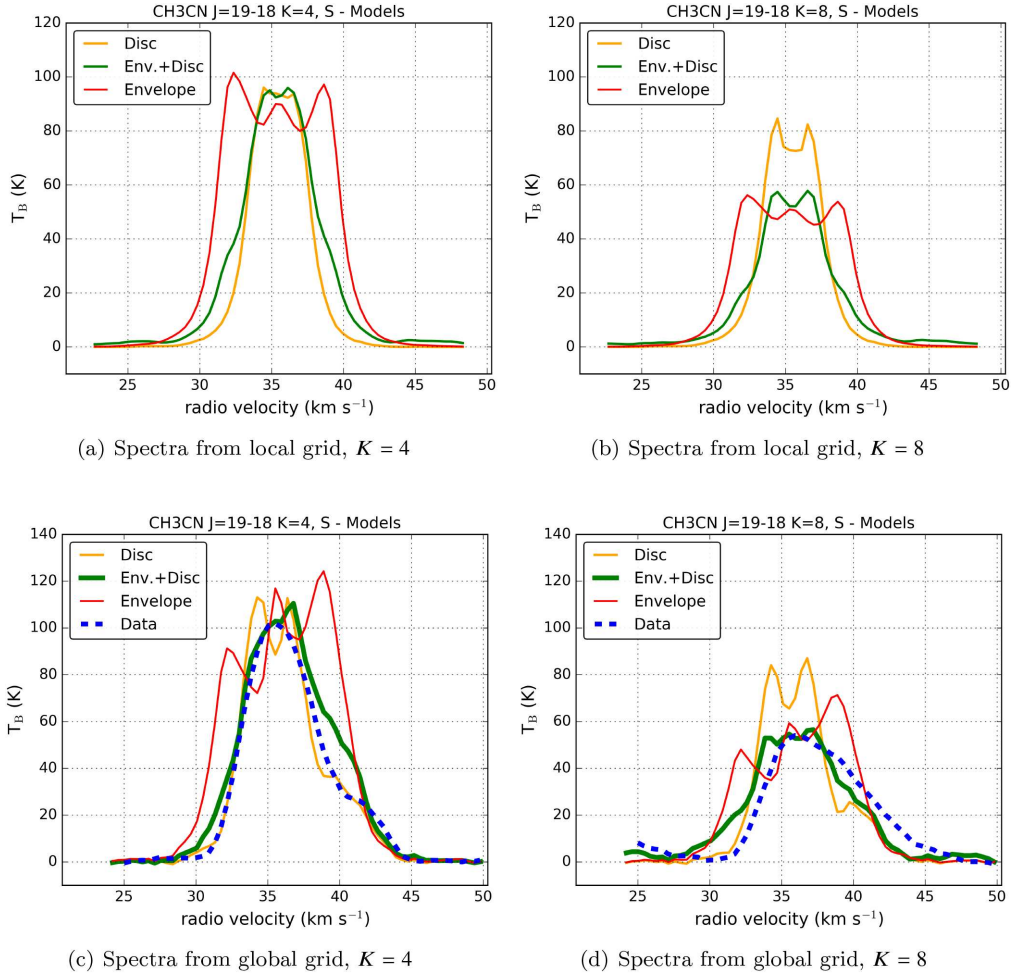 CH3CN J=19-18 K=4, S - Models
Disc
Env.+Disc
Envelope
T_B (K)
120
100
80
60
40
20
0
25 30 35 40 45 50
radio velocity (km s⁻¹)
(a) Spectra from local grid, K = 4
CH3CN J=19-18 K=8, S - Models
Disc
Env.+Disc
Envelope
T_B (K)
120
100
80
60
40
20
0
25 30 35 40 45 50
radio velocity (km s⁻¹)
(b) Spectra from local grid, K = 8
CH3CN J=19-18 K=4, S - Models
Disc
Env.+Disc
Envelope
Data
T_B (K)
140
120
100
80
60
40
20
0
25 30 35 40 45 50
radio velocity (km s⁻¹)
(c) Spectra from global grid, K = 4
CH3CN J=19-18 K=8, S - Models
Disc
Env.+Disc
Envelope
Data
T_B (K)
140
120
100
80
60
40
20
0
25 30 35 40 45 50
radio velocity (km s⁻¹)
(d) Spectra from global grid, K = 8